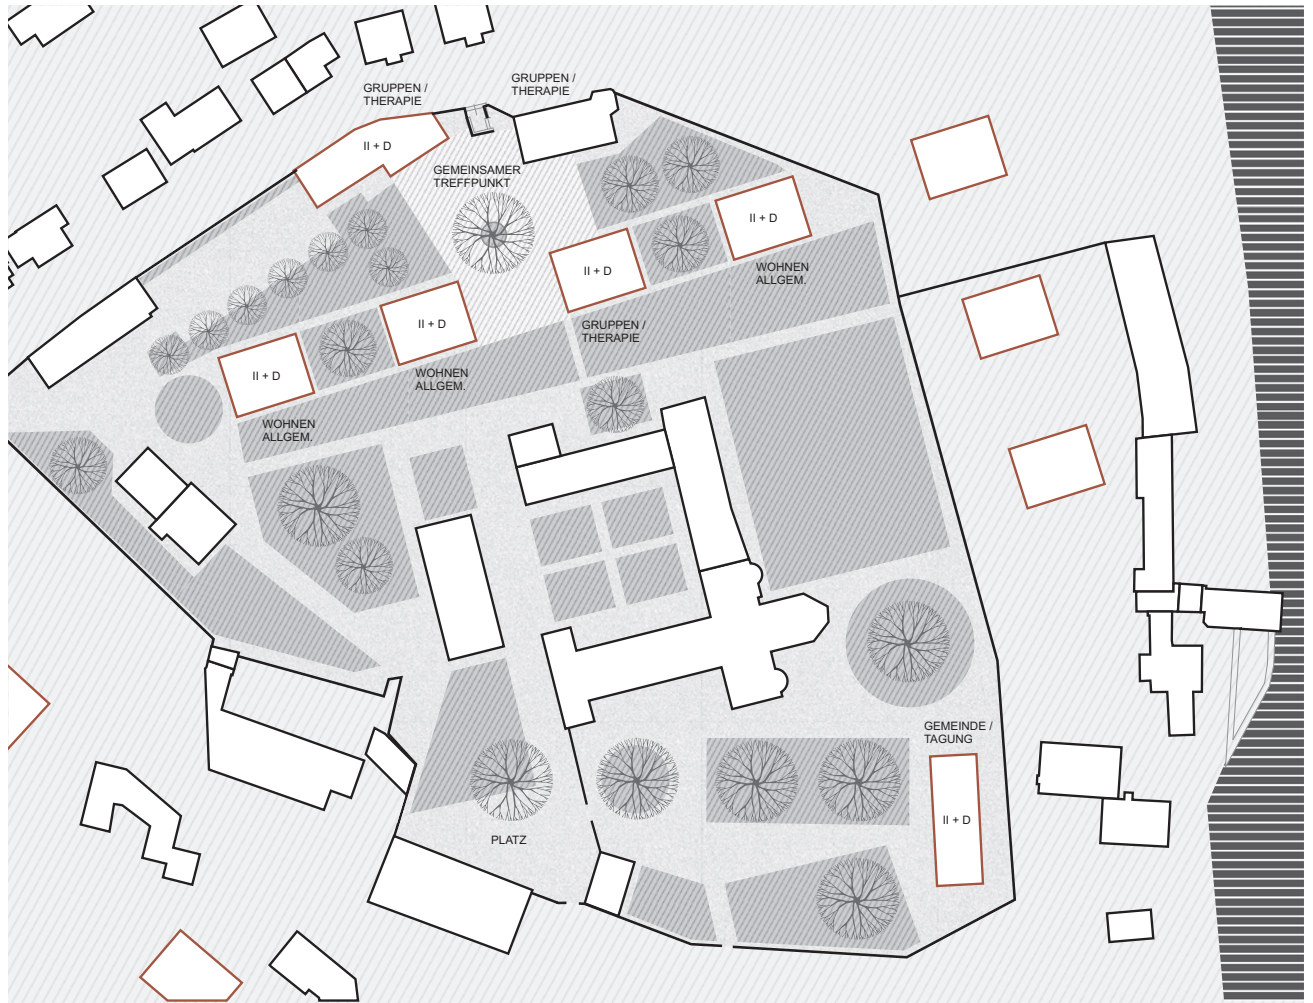 GRUPPEN /
THERAPIE
GRUPPEN /
THERAPIE
II + D
GEMEINSAMER
TREFFPUNKT
II + D
II + D
WOHNEN
ALLGEM.
II + D
GRUPPEN /
THERAPIE
II + D
WOHNEN
ALLGEM.
WOHNEN
ALLGEM.
GEMEINDE /
TAGUNG
II + D
PLATZ